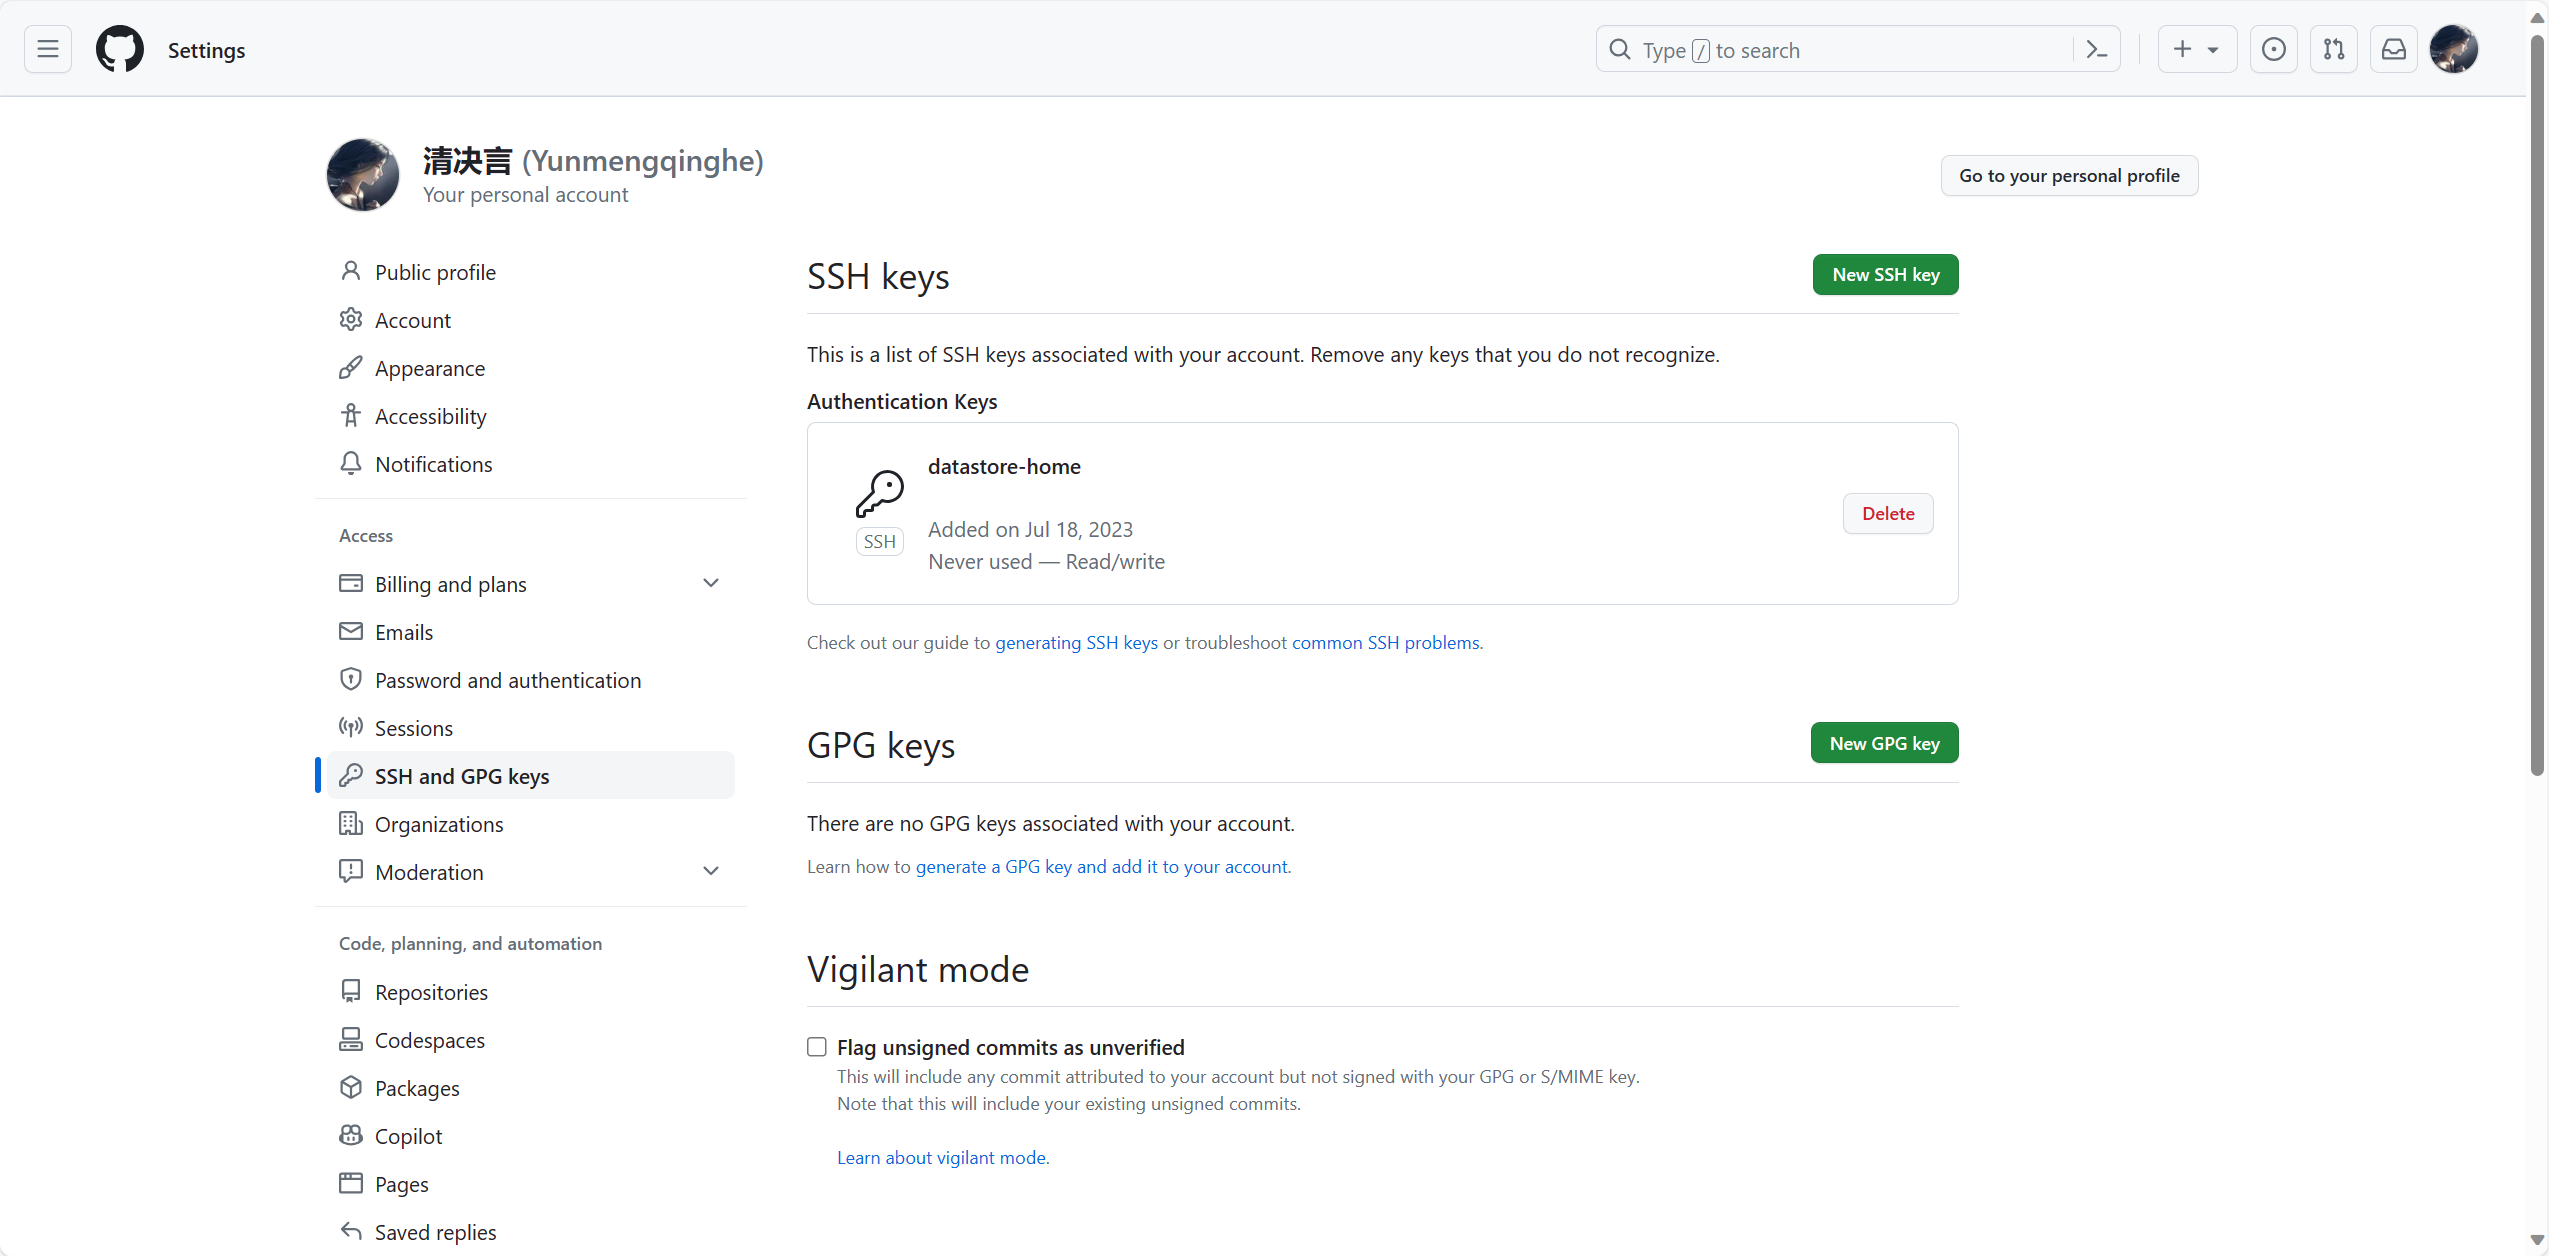 Settings
Type / to search
清决言 (Yunmengqinghe)
Your personal account
Go to your personal profile
Public profile
Account
Appearance
Accessibility
Notifications
Access
Billing and plans
Emails
Password and authentication
Sessions
SSH and GPG keys
Organizations
Moderation
Code, planning, and automation
Repositories
Codespaces
Packages
Copilot
Pages
Saved replies
SSH keys
New SSH key
This is a list of SSH keys associated with your account. Remove any keys that you do not recognize.
Authentication Keys
datastore-home
SSH
Added on Jul 18, 2023
Never used — Read/write
Delete
Check out our guide to generating SSH keys or troubleshoot common SSH problems.
GPG keys
New GPG key
There are no GPG keys associated with your account.
Learn how to generate a GPG key and add it to your account.
Vigilant mode
Flag unsigned commits as unverified
This will include any commit attributed to your account but not signed with your GPG or S/MIME key.
Note that this will include your existing unsigned commits.
Learn about vigilant mode.